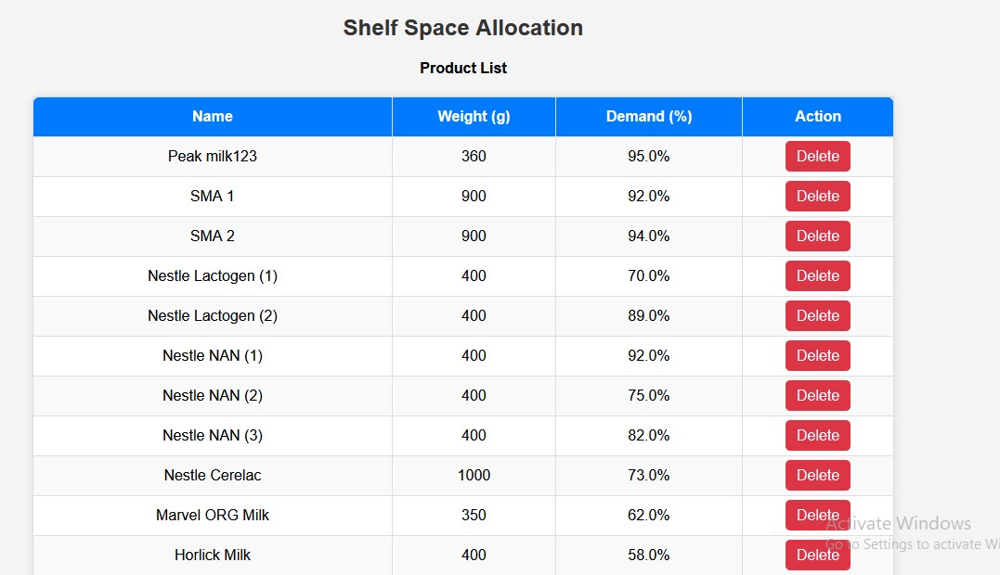 Shelf Space Allocation
Product List
Name Weight (g) Demand (%) Action
Peak milk123 360 95.0% Delete
SMA 1 900 92.0% Delete
SMA 2 900 94.0% Delete
Nestle Lactogen (1) 400 70.0% Delete
Nestle Lactogen (2) 400 89.0% Delete
Nestle NAN (1) 400 92.0% Delete
Nestle NAN (2) 400 75.0% Delete
Nestle NAN (3) 400 82.0% Delete
Nestle Cerelac 1000 73.0% Delete
Marvel ORG Milk 350 62.0% Delete
Activate Windows
Go to Settings to activate Wi
Horlick Milk 400 58.0% Delete